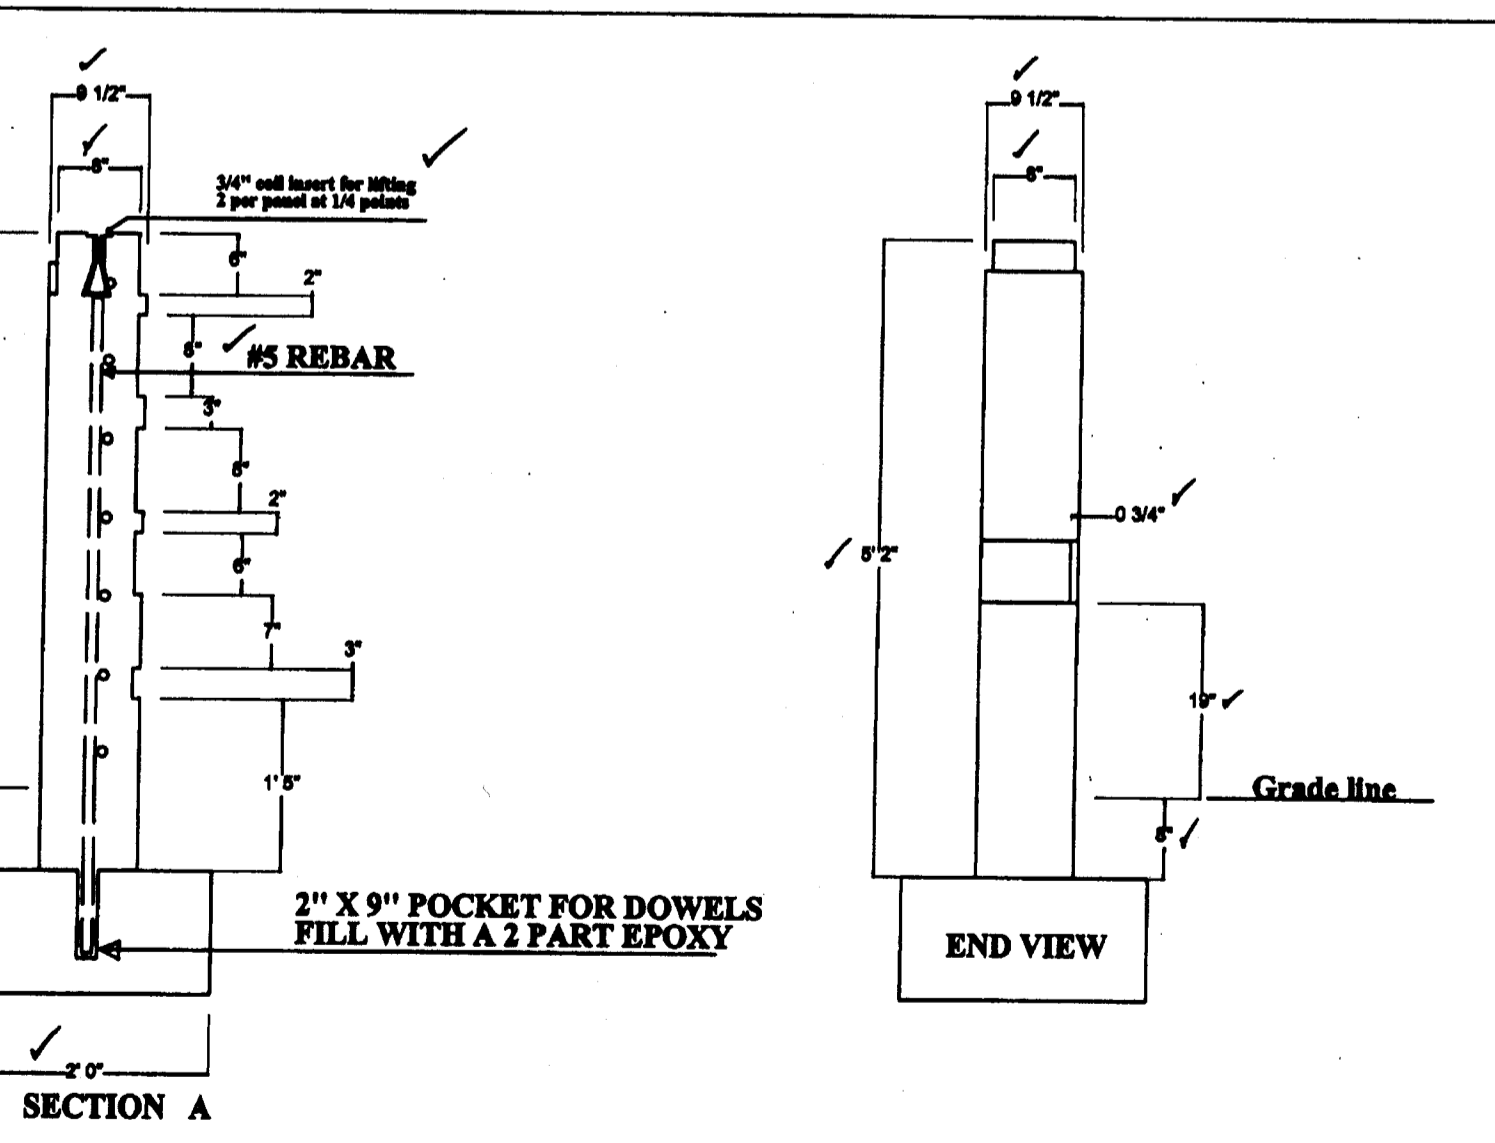 9 1/2"
8"
3/4" coil insert for lifting
2 per panel at 1/4 points
6"
2"
8"
#5 REBAR
3"
8"
2"
6"
7"
3"
1' 5"
2" X 9" POCKET FOR DOWELS
FILL WITH A 2 PART EPOXY
2' 0"
SECTION A
9 1/2"
8"
0 3/4"
5' 2"
19"
Grade line
8"
END VIEW